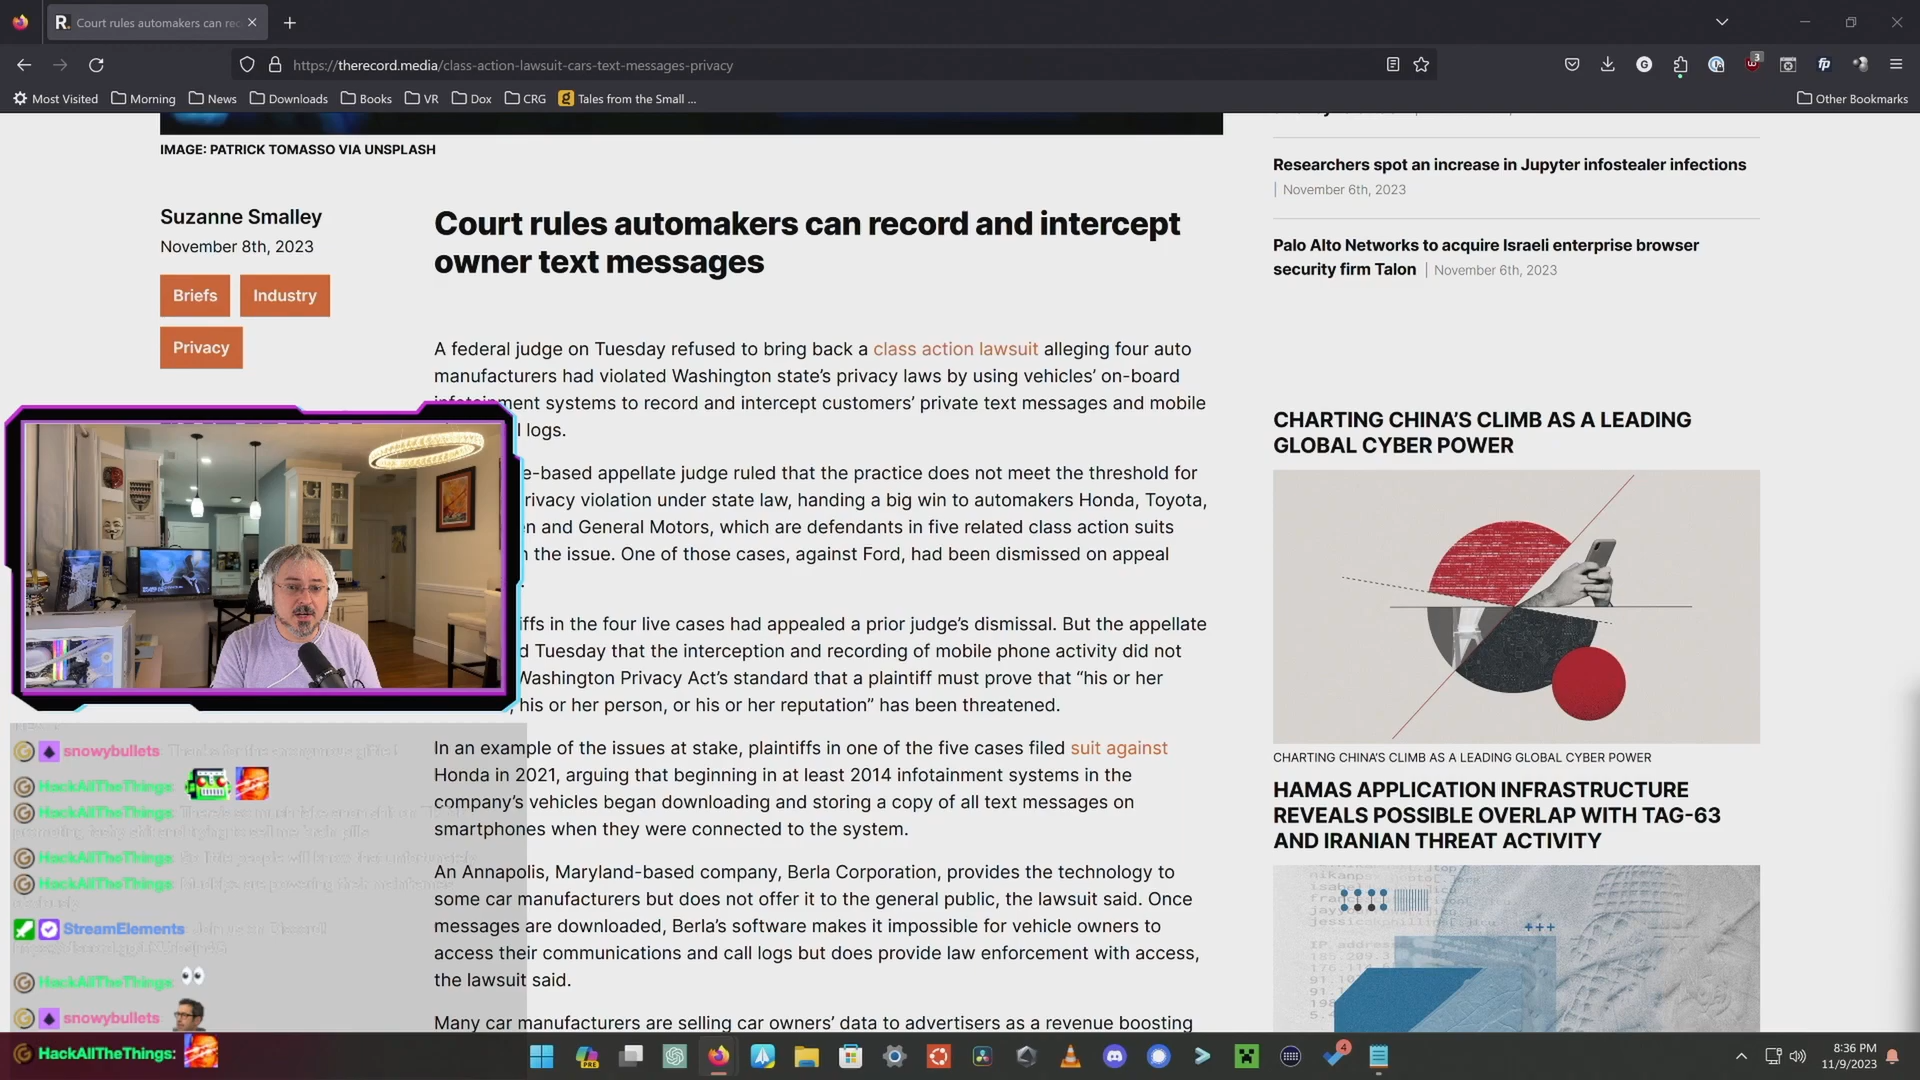 R. Court rules automakers can rec
https://therecord.media/class-action-lawsuit-cars-text-messages-privacy
3
Most Visited
Morning
News
Downloads
Books
VR
Dox
CRG
Tales from the Small ...
Other Bookmarks
IMAGE: PATRICK TOMASSO VIA UNSPLASH
Suzanne Smalley
November 8th, 2023
Briefs
Industry
Privacy
Court rules automakers can record and intercept
owner text messages
A federal judge on Tuesday refused to bring back a class action lawsuit alleging four auto
manufacturers had violated Washington state's privacy laws by using vehicles' on-board
infotainment systems to record and intercept customers' private text messages and mobile
l logs.
e-based appellate judge ruled that the practice does not meet the threshold for
rivacy violation under state law, handing a big win to automakers Honda, Toyota,
en and General Motors, which are defendants in five related class action suits
n the issue. One of those cases, against Ford, had been dismissed on appeal
iffs in the four live cases had appealed a prior judge's dismissal. But the appellate
d Tuesday that the interception and recording of mobile phone activity did not
Washington Privacy Act's standard that a plaintiff must prove that “his or her
, his or her person, or his or her reputation” has been threatened.
In an example of the issues at stake, plaintiffs in one of the five cases filed suit against
Honda in 2021, arguing that beginning in at least 2014 infotainment systems in the
company's vehicles began downloading and storing a copy of all text messages on
smartphones when they were connected to the system.
An Annapolis, Maryland-based company, Berla Corporation, provides the technology to
some car manufacturers but does not offer it to the general public, the lawsuit said. Once
messages are downloaded, Berla's software makes it impossible for vehicle owners to
access their communications and call logs but does provide law enforcement with access,
the lawsuit said.
Many car manufacturers are selling car owners' data to advertisers as a revenue boosting
Researchers spot an increase in Jupyter infostealer infections
| November 6th, 2023
Palo Alto Networks to acquire Israeli enterprise browser
security firm Talon | November 6th, 2023
CHARTING CHINA'S CLIMB AS A LEADING
GLOBAL CYBER POWER
CHARTING CHINA'S CLIMB AS A LEADING GLOBAL CYBER POWER
HAMAS APPLICATION INFRASTRUCTURE
REVEALS POSSIBLE OVERLAP WITH TAG-63
AND IRANIAN THREAT ACTIVITY
snowybullets
HackAllTheThings:
HackAllTheThings:
HackAllTheThings:
HackAllTheThings:
StreamElements
HackAllTheThings:
snowybullets
HackAllTheThings:
PRE
4
8:36 PM
11/9/2023